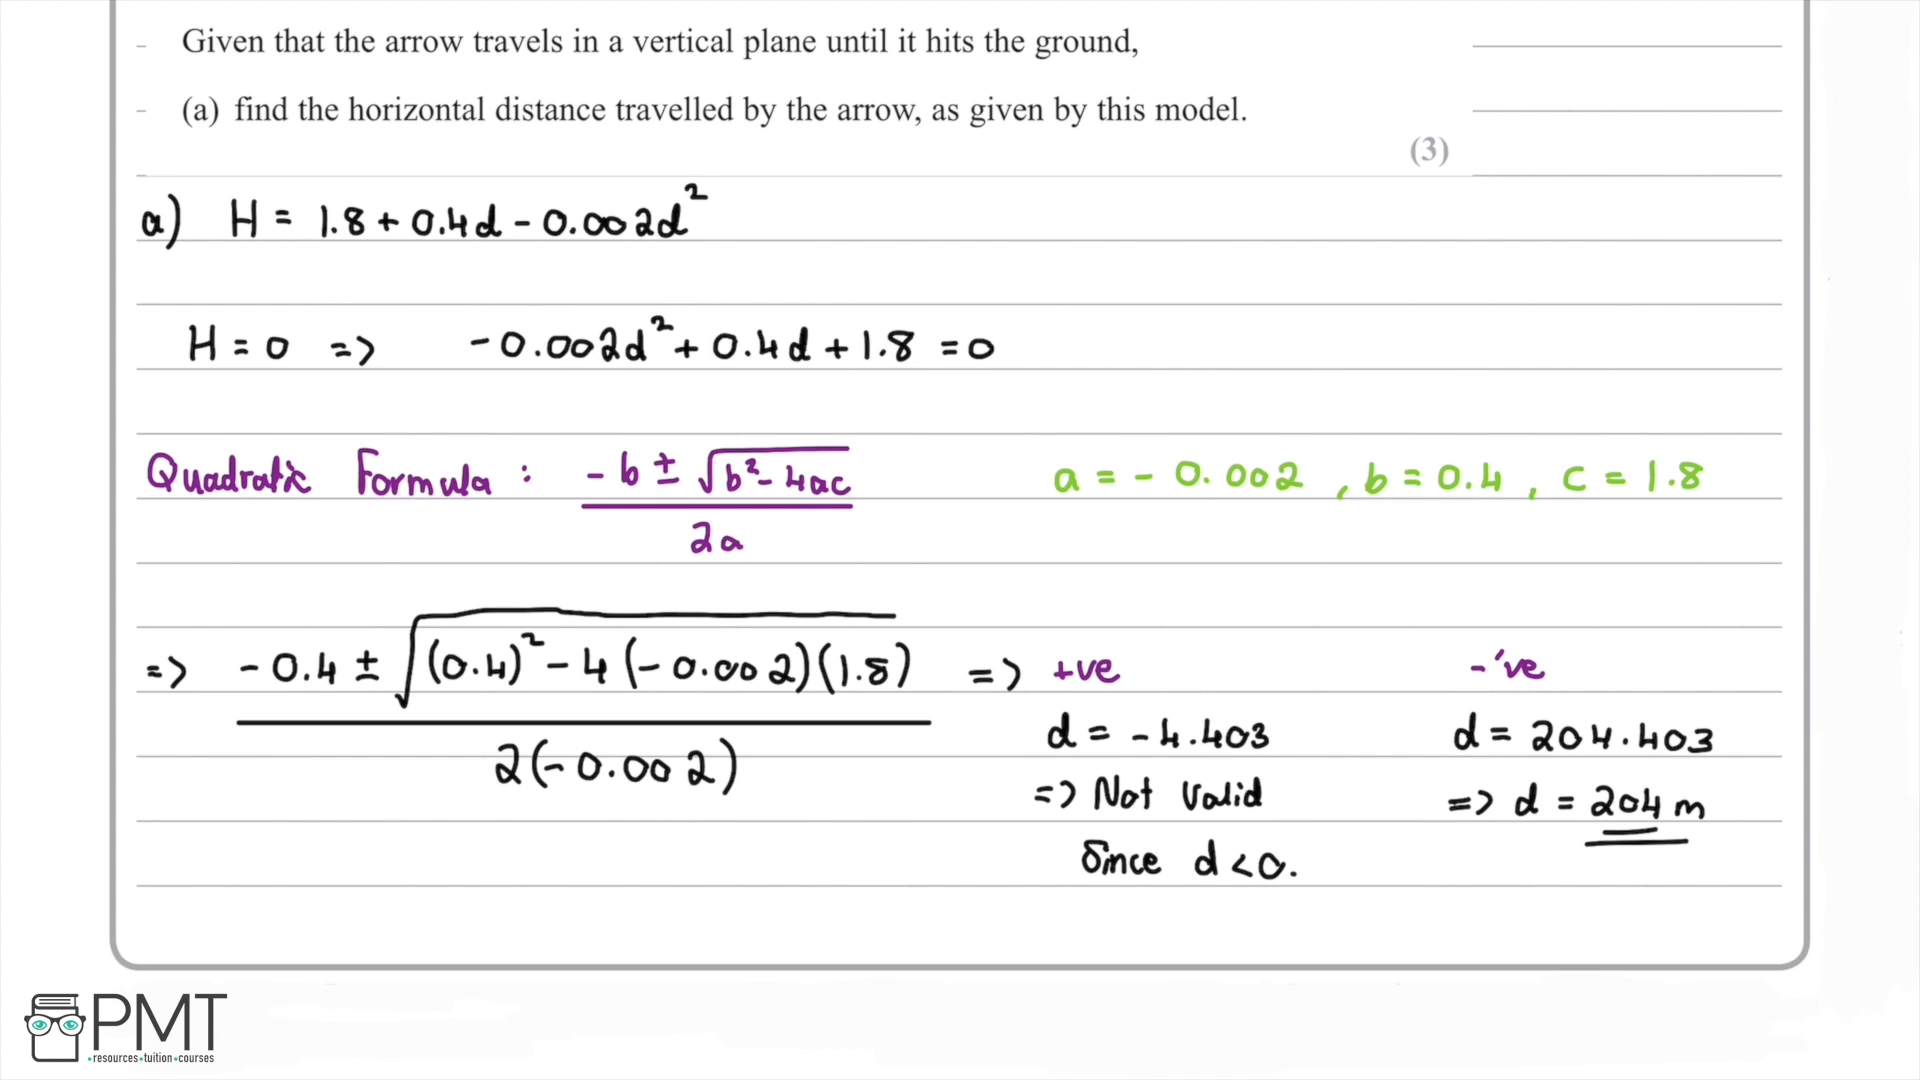 Given that the arrow travels in a vertical plane until it hits the ground,
(a) find the horizontal distance travelled by the arrow, as given by this model.
(3)
a) H = 1.8 + 0.4d - 0.002d²
H = 0 => -0.002d² + 0.4d + 1.8 = 0
Quadratic Formula : (-b ± √(b² - 4ac)) / 2a a = -0.002 , b = 0.4 , c = 1.8
=> (-0.4 ± √((0.4)² - 4(-0.002)(1.8))) / 2(-0.002) => +ve -'ve
d = -4.403 d = 204.403
=> Not Valid => d = 204 m
Since d < 0.
PMT
•resources•tuition•courses